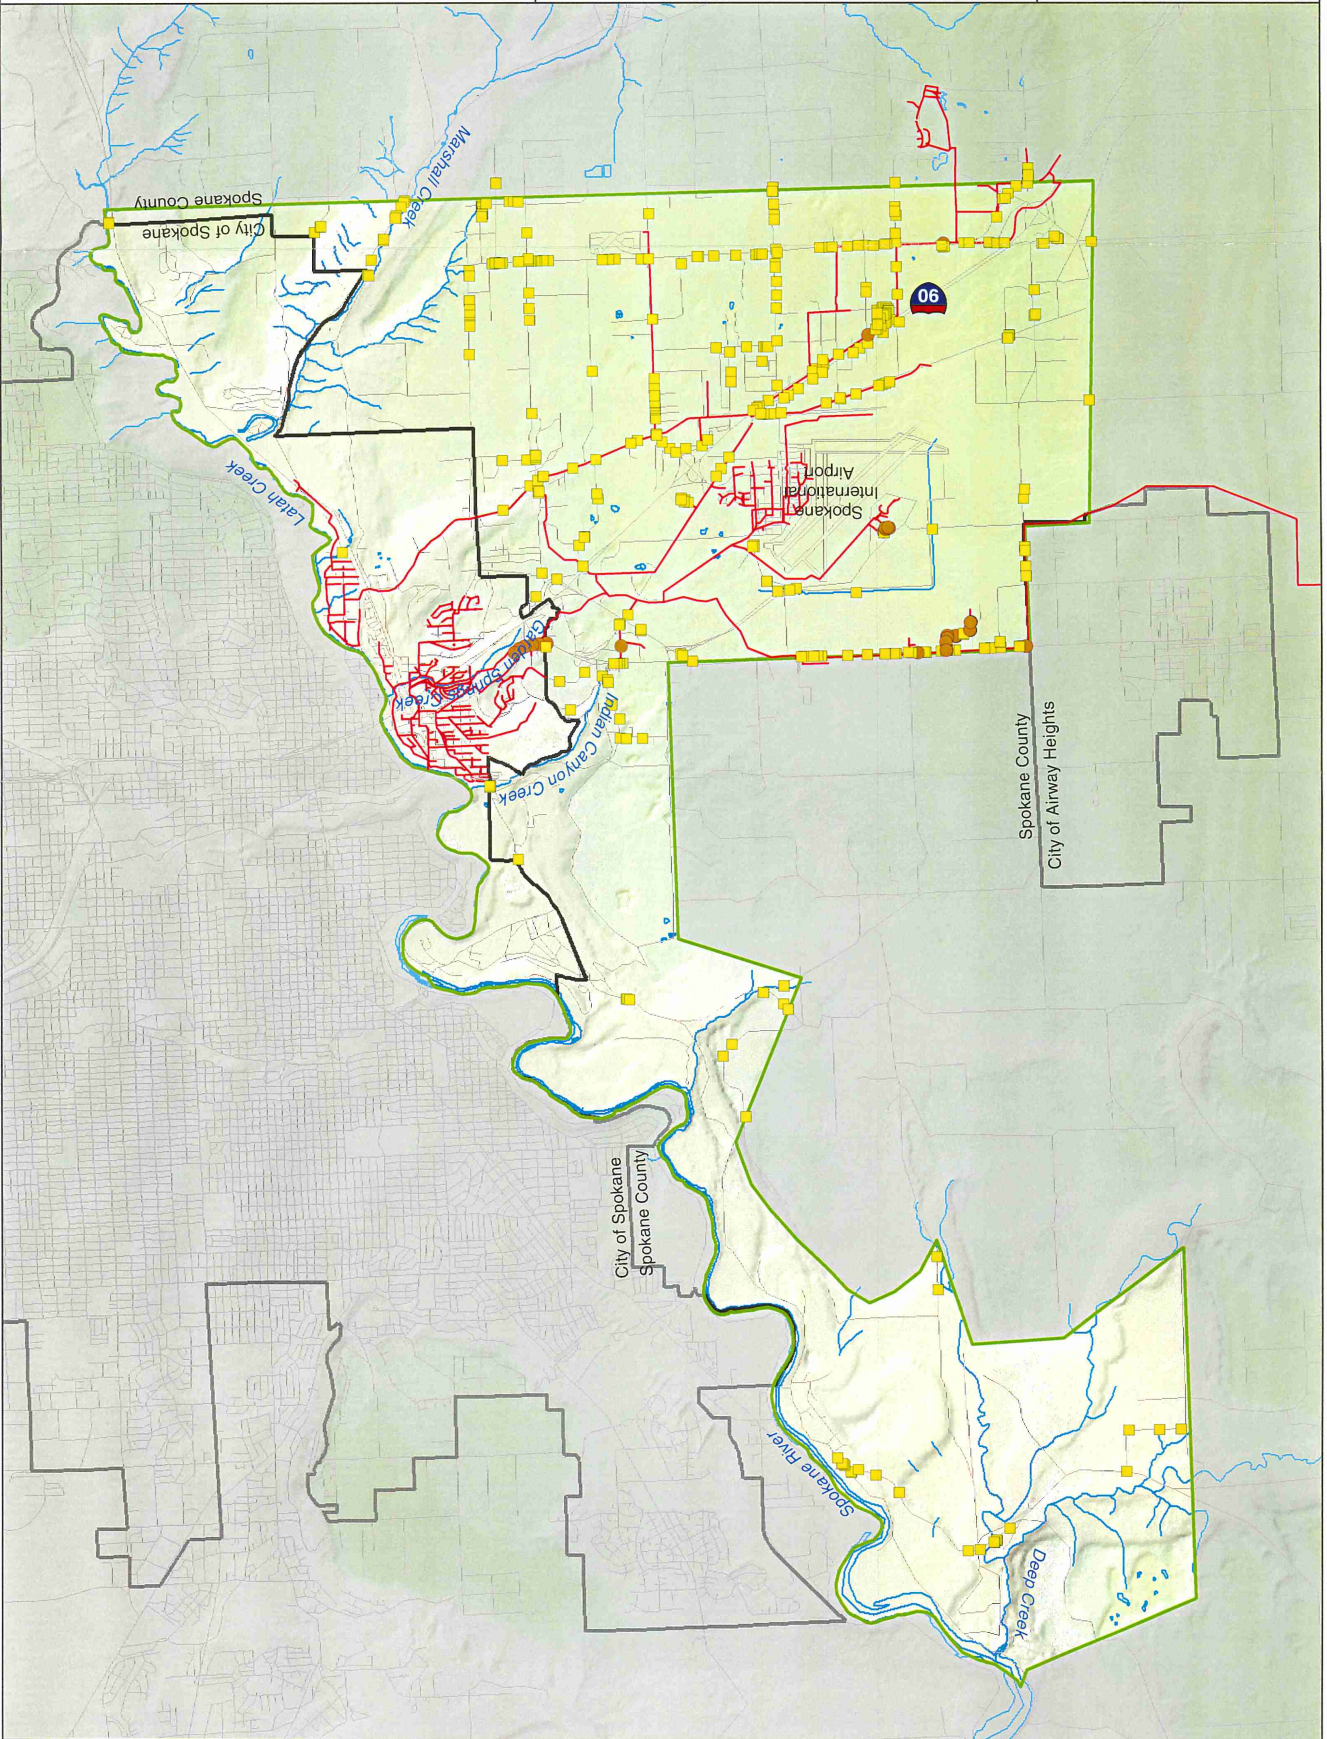 Spokane County
City of Spokane
Marshall Creek
90
Latah Creek
Spokane
International
Airport
Garden Springs Creek
Indian Canyon Creek
Spokane County
City of Airway Heights
City of Spokane
Spokane County
Spokane River
Deep Creek